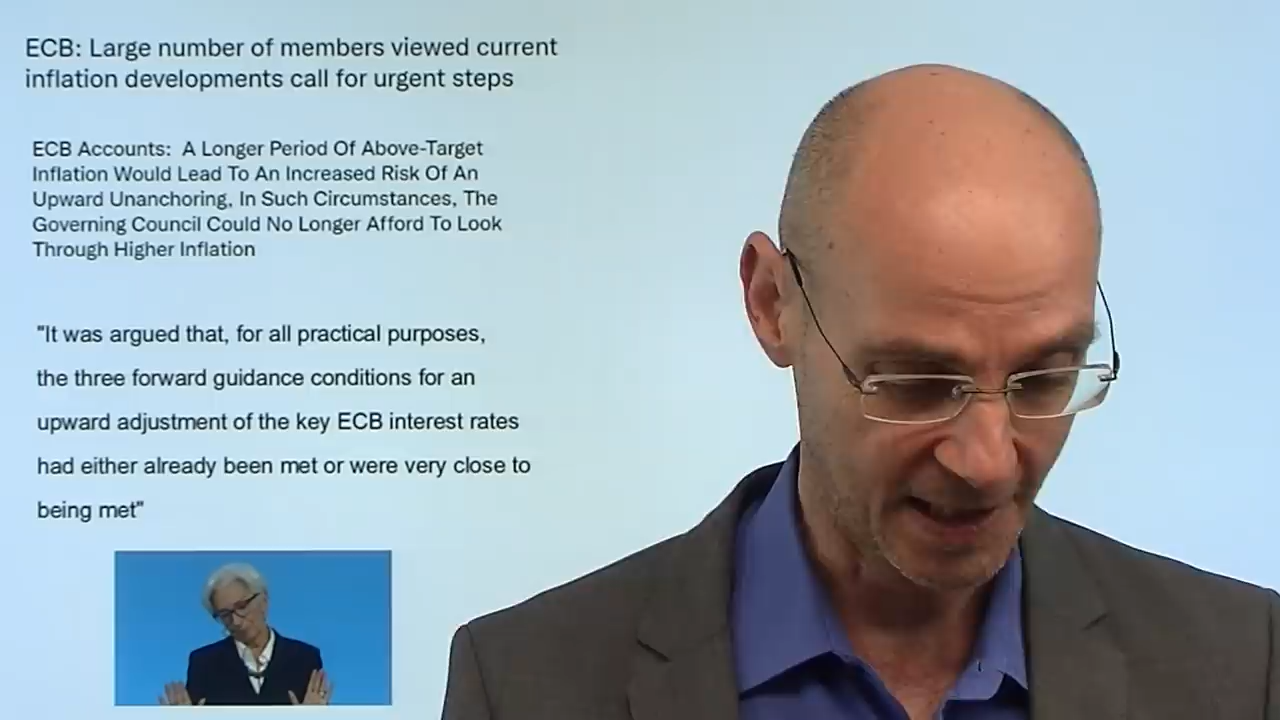 ECB: Large number of members viewed current
inflation developments call for urgent steps
ECB Accounts: A Longer Period Of Above-Target
Inflation Would Lead To An Increased Risk Of An
Upward Unanchoring, In Such Circumstances, The
Governing Council Could No Longer Afford To Look
Through Higher Inflation
"It was argued that, for all practical purposes,
the three forward guidance conditions for an
upward adjustment of the key ECB interest rates
had either already been met or were very close to
being met"